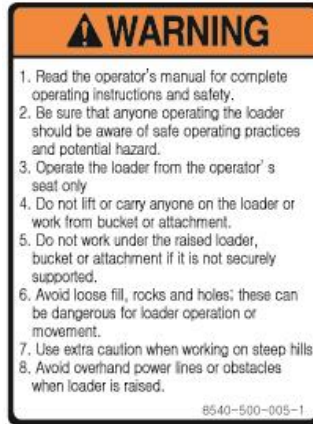 WARNING
1. Read the operator's manual for complete
operating instructions and safety.
2. Be sure that anyone operating the loader
should be aware of safe operating practices
and potential hazard.
3. Operate the loader from the operator' s
seat only
4. Do not lift or carry anyone on the loader or
work from bucket or attachment.
5. Do not work under the raised loader,
bucket or attachment if it is not securely
supported.
6. Avoid loose fill, rocks and holes; these can
be dangerous for loader operation or
movement.
7. Use extra caution when working on steep hills
8. Avoid overhand power lines or obstacles
when loader is raised.
8540-500-005-1